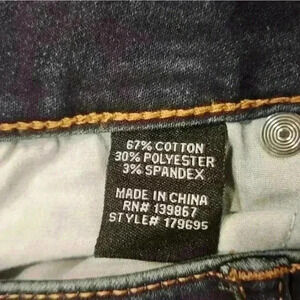 67% COTTON
30% POLYESTER
3% SPANDEX
MADE IN CHINA
RN# 139867
STYLE# 179695